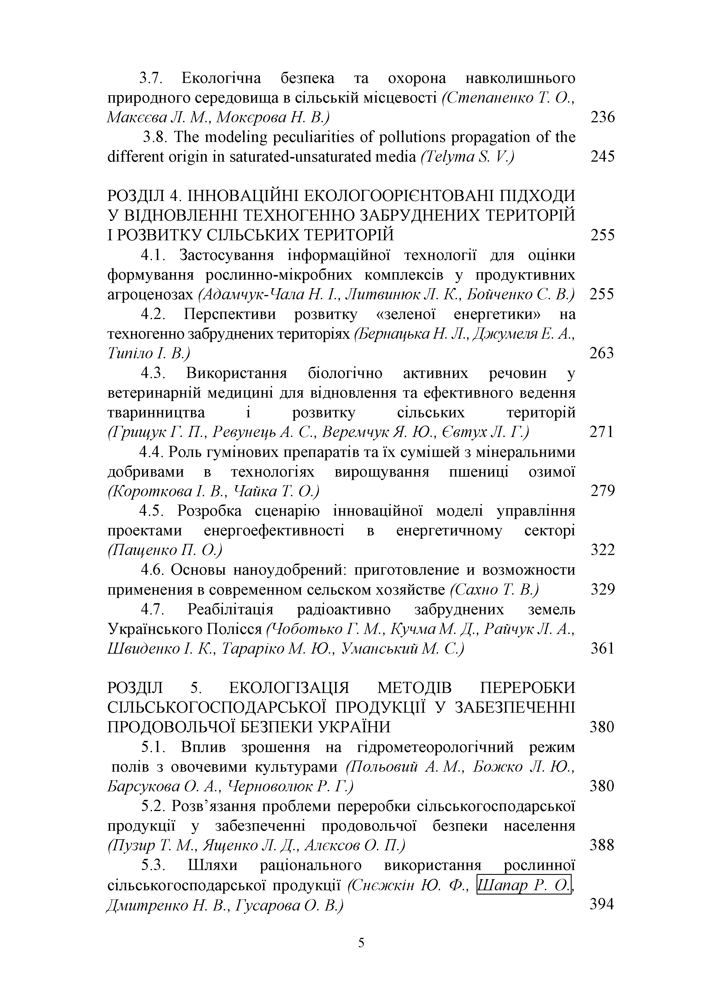 3.7. Екологічна безпека та охорона навколишнього
природного середовища в сільській місцевості (Степаненко Т. О.,
Макєєва Л. М., Мокєрова Н. В.) 236
3.8. The modeling peculiarities of pollutions propagation of the
different origin in saturated-unsaturated media (Telyma S. V.) 245
РОЗДІЛ 4. ІННОВАЦІЙНІ ЕКОЛОГООРІЄНТОВАНІ ПІДХОДИ
У ВІДНОВЛЕННІ ТЕХНОГЕННО ЗАБРУДНЕНИХ ТЕРИТОРІЙ
І РОЗВИТКУ СІЛЬСЬКИХ ТЕРИТОРІЙ 255
4.1. Застосування інформаційної технології для оцінки
формування рослинно-мікробних комплексів у продуктивних
агроценозах (Адамчук-Чала Н. І., Литвинюк Л. К., Бойченко С. В.) 255
4.2. Перспективи розвитку «зеленої енергетики» на
техногенно забруднених територіях (Бернацька Н. Л., Джумеля Е. А.,
Типіло І. В.) 263
4.3. Використання біологічно активних речовин у
ветеринарній медицині для відновлення та ефективного ведення
тваринництва і розвитку сільських територій
(Грищук Г. П., Ревунець А. С., Веремчук Я. Ю., Євтух Л. Г.) 271
4.4. Роль гумінових препаратів та їх сумішей з мінеральними
добривами в технологіях вирощування пшениці озимої
(Короткова І. В., Чайка Т. О.) 279
4.5. Розробка сценарію інноваційної моделі управління
проектами енергоефективності в енергетичному секторі
(Пащенко П. О.) 322
4.6. Основы наноудобрений: приготовление и возможности
применения в современном сельском хозяйстве (Сахно Т. В.) 329
4.7. Реабілітація радіоактивно забруднених земель
Українського Полісся (Чоботько Г. М., Кучма М. Д., Райчук Л. А.,
Швиденко І. К., Тараріко М. Ю., Уманський М. С.) 361
РОЗДІЛ 5. ЕКОЛОГІЗАЦІЯ МЕТОДІВ ПЕРЕРОБКИ
СІЛЬСЬКОГОСПОДАРСЬКОЇ ПРОДУКЦІЇ У ЗАБЕЗПЕЧЕННІ
ПРОДОВОЛЬЧОЇ БЕЗПЕКИ УКРАЇНИ 380
5.1. Вплив зрошення на гідрометеорологічний режим
полів з овочевими культурами (Польовий А. М., Божко Л. Ю.,
Барсукова О. А., Черноволюк Р. Г.) 380
5.2. Розв’язання проблеми переробки сільськогосподарської
продукції у забезпеченні продовольчої безпеки населення
(Пузир Т. М., Ященко Л. Д., Алєксов О. П.) 388
5.3. Шляхи раціонального використання рослинної
сільськогосподарської продукції (Снєжкін Ю. Ф., Шапар Р. О.,
Дмитренко Н. В., Гусарова О. В.) 394
5